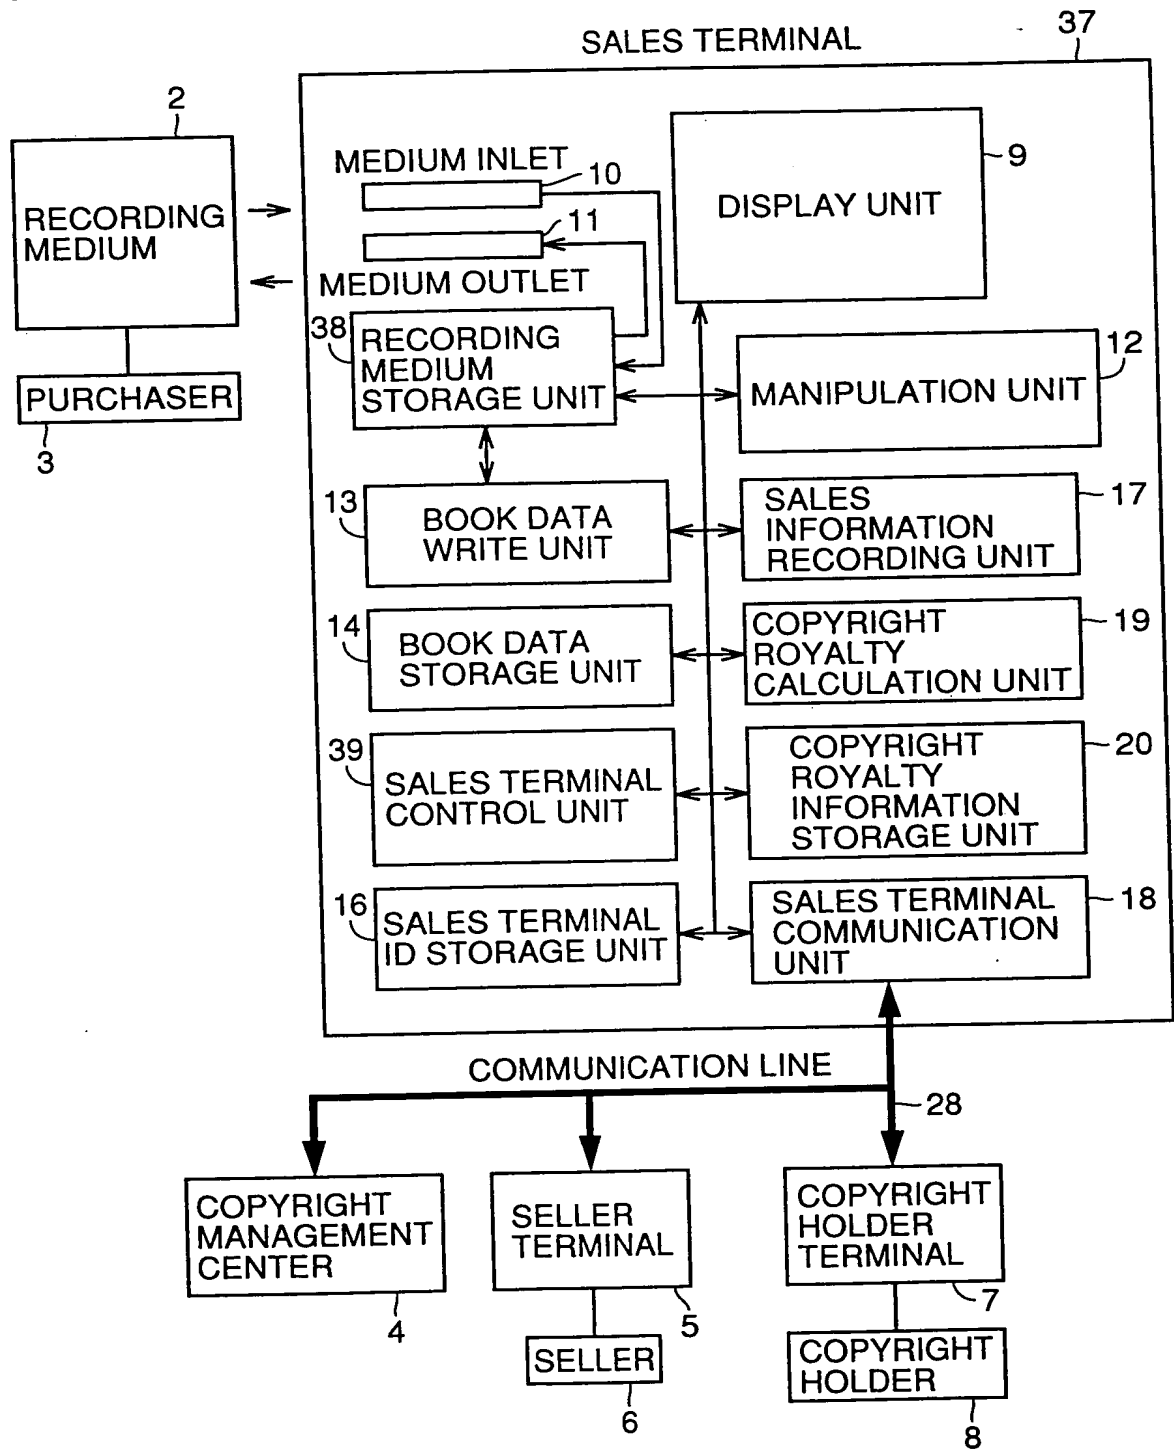 SALES TERMINAL
37
2
RECORDING
MEDIUM
PURCHASER
3
MEDIUM INLET
10
11
MEDIUM OUTLET
DISPLAY UNIT
9
38
RECORDING
MEDIUM
STORAGE UNIT
MANIPULATION UNIT
12
13
BOOK DATA
WRITE UNIT
SALES
INFORMATION
RECORDING UNIT
17
14
BOOK DATA
STORAGE UNIT
COPYRIGHT
ROYALTY
CALCULATION UNIT
19
39
SALES TERMINAL
CONTROL UNIT
COPYRIGHT
ROYALTY
INFORMATION
STORAGE UNIT
20
16
SALES TERMINAL
ID STORAGE UNIT
SALES TERMINAL
COMMUNICATION
UNIT
18
COMMUNICATION LINE
28
COPYRIGHT
MANAGEMENT
CENTER
4
SELLER
TERMINAL
5
SELLER
6
COPYRIGHT
HOLDER
TERMINAL
7
COPYRIGHT
HOLDER
8